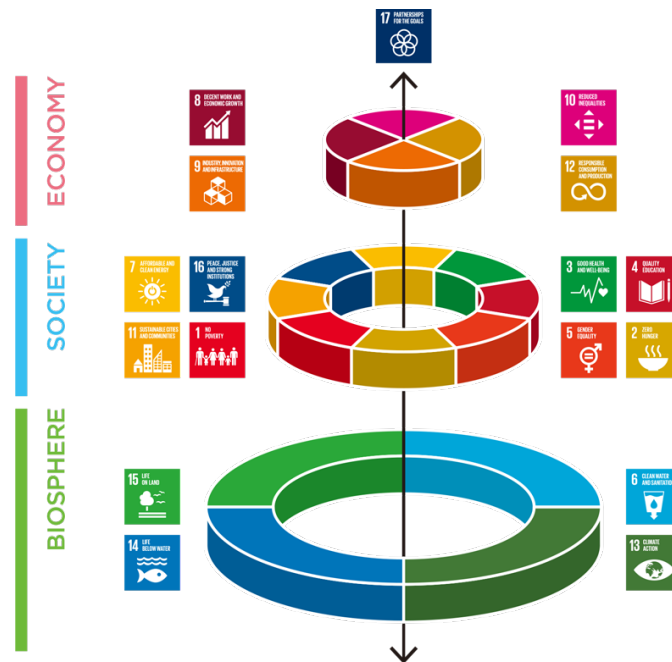 17 PARTNERSHIPS
FOR THE GOALS
ECONOMY
8 DECENT WORK AND
ECONOMIC GROWTH
10 REDUCED
INEQUALITIES
9 INDUSTRY, INNOVATION
AND INFRASTRUCTURE
12 RESPONSIBLE
CONSUMPTION
AND PRODUCTION
SOCIETY
7 AFFORDABLE AND
CLEAN ENERGY
16 PEACE, JUSTICE
AND STRONG
INSTITUTIONS
3 GOOD HEALTH
AND WELL-BEING
4 QUALITY
EDUCATION
11 SUSTAINABLE CITIES
AND COMMUNITIES
1 NO
POVERTY
5 GENDER
EQUALITY
2 ZERO
HUNGER
BIOSPHERE
15 LIFE
ON LAND
6 CLEAN WATER
AND SANITATION
14 LIFE
BELOW WATER
13 CLIMATE
ACTION